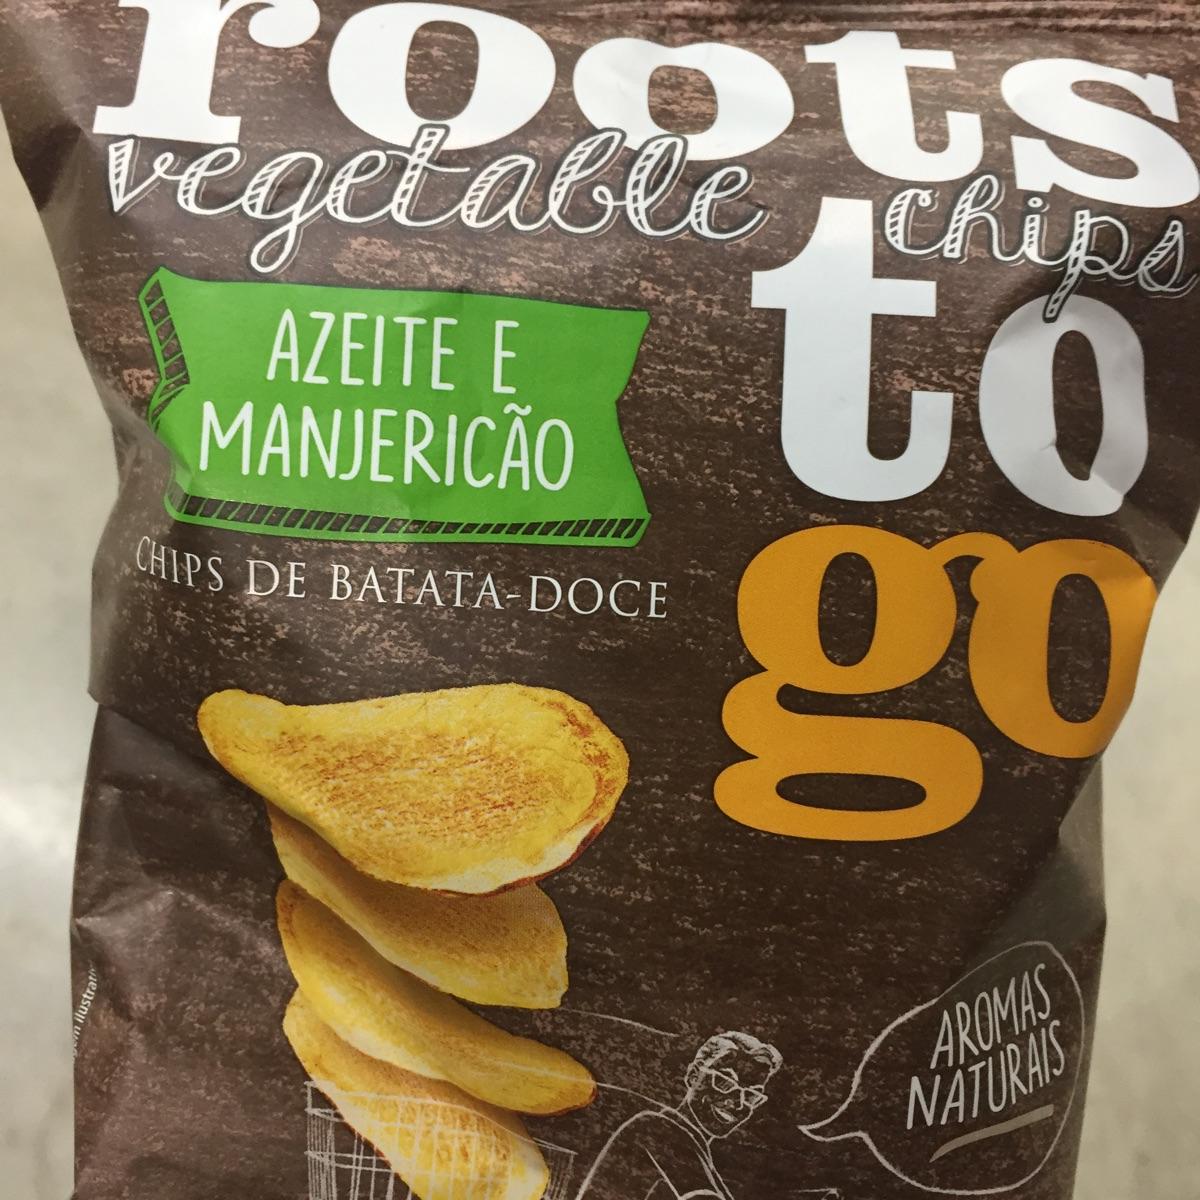 roots
vegetable chips
to
go
AZEITE E
MANJERICÃO
CHIPS DE BATATA-DOCE
AROMAS
NATURAIS